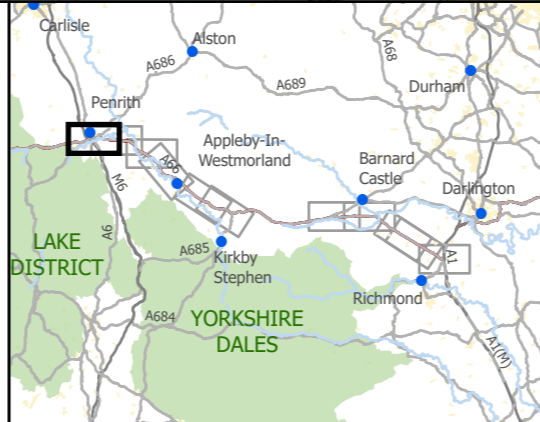 Carlisle
Alston
A68
A686
A689
Durham
Penrith
Appleby-In-
Westmorland
A66
Barnard
Castle
Darlington
M6
A6
LAKE
DISTRICT
A685
Kirkby
Stephen
A1
Richmond
A684
YORKSHIRE
DALES
A1(M)